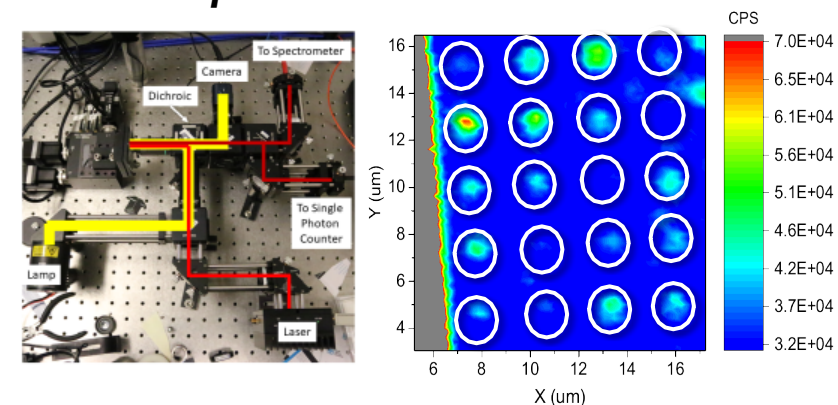 To Spectrometer
Camera
Dichroic
To Single
Photon
Counter
Lamp
Laser
CPS
7.0E+04
6.5E+04
6.1E+04
5.6E+04
5.1E+04
4.6E+04
4.2E+04
3.7E+04
3.2E+04
Y (um)
16
14
12
10
8
6
4
6 8 10 12 14 16
X (um)